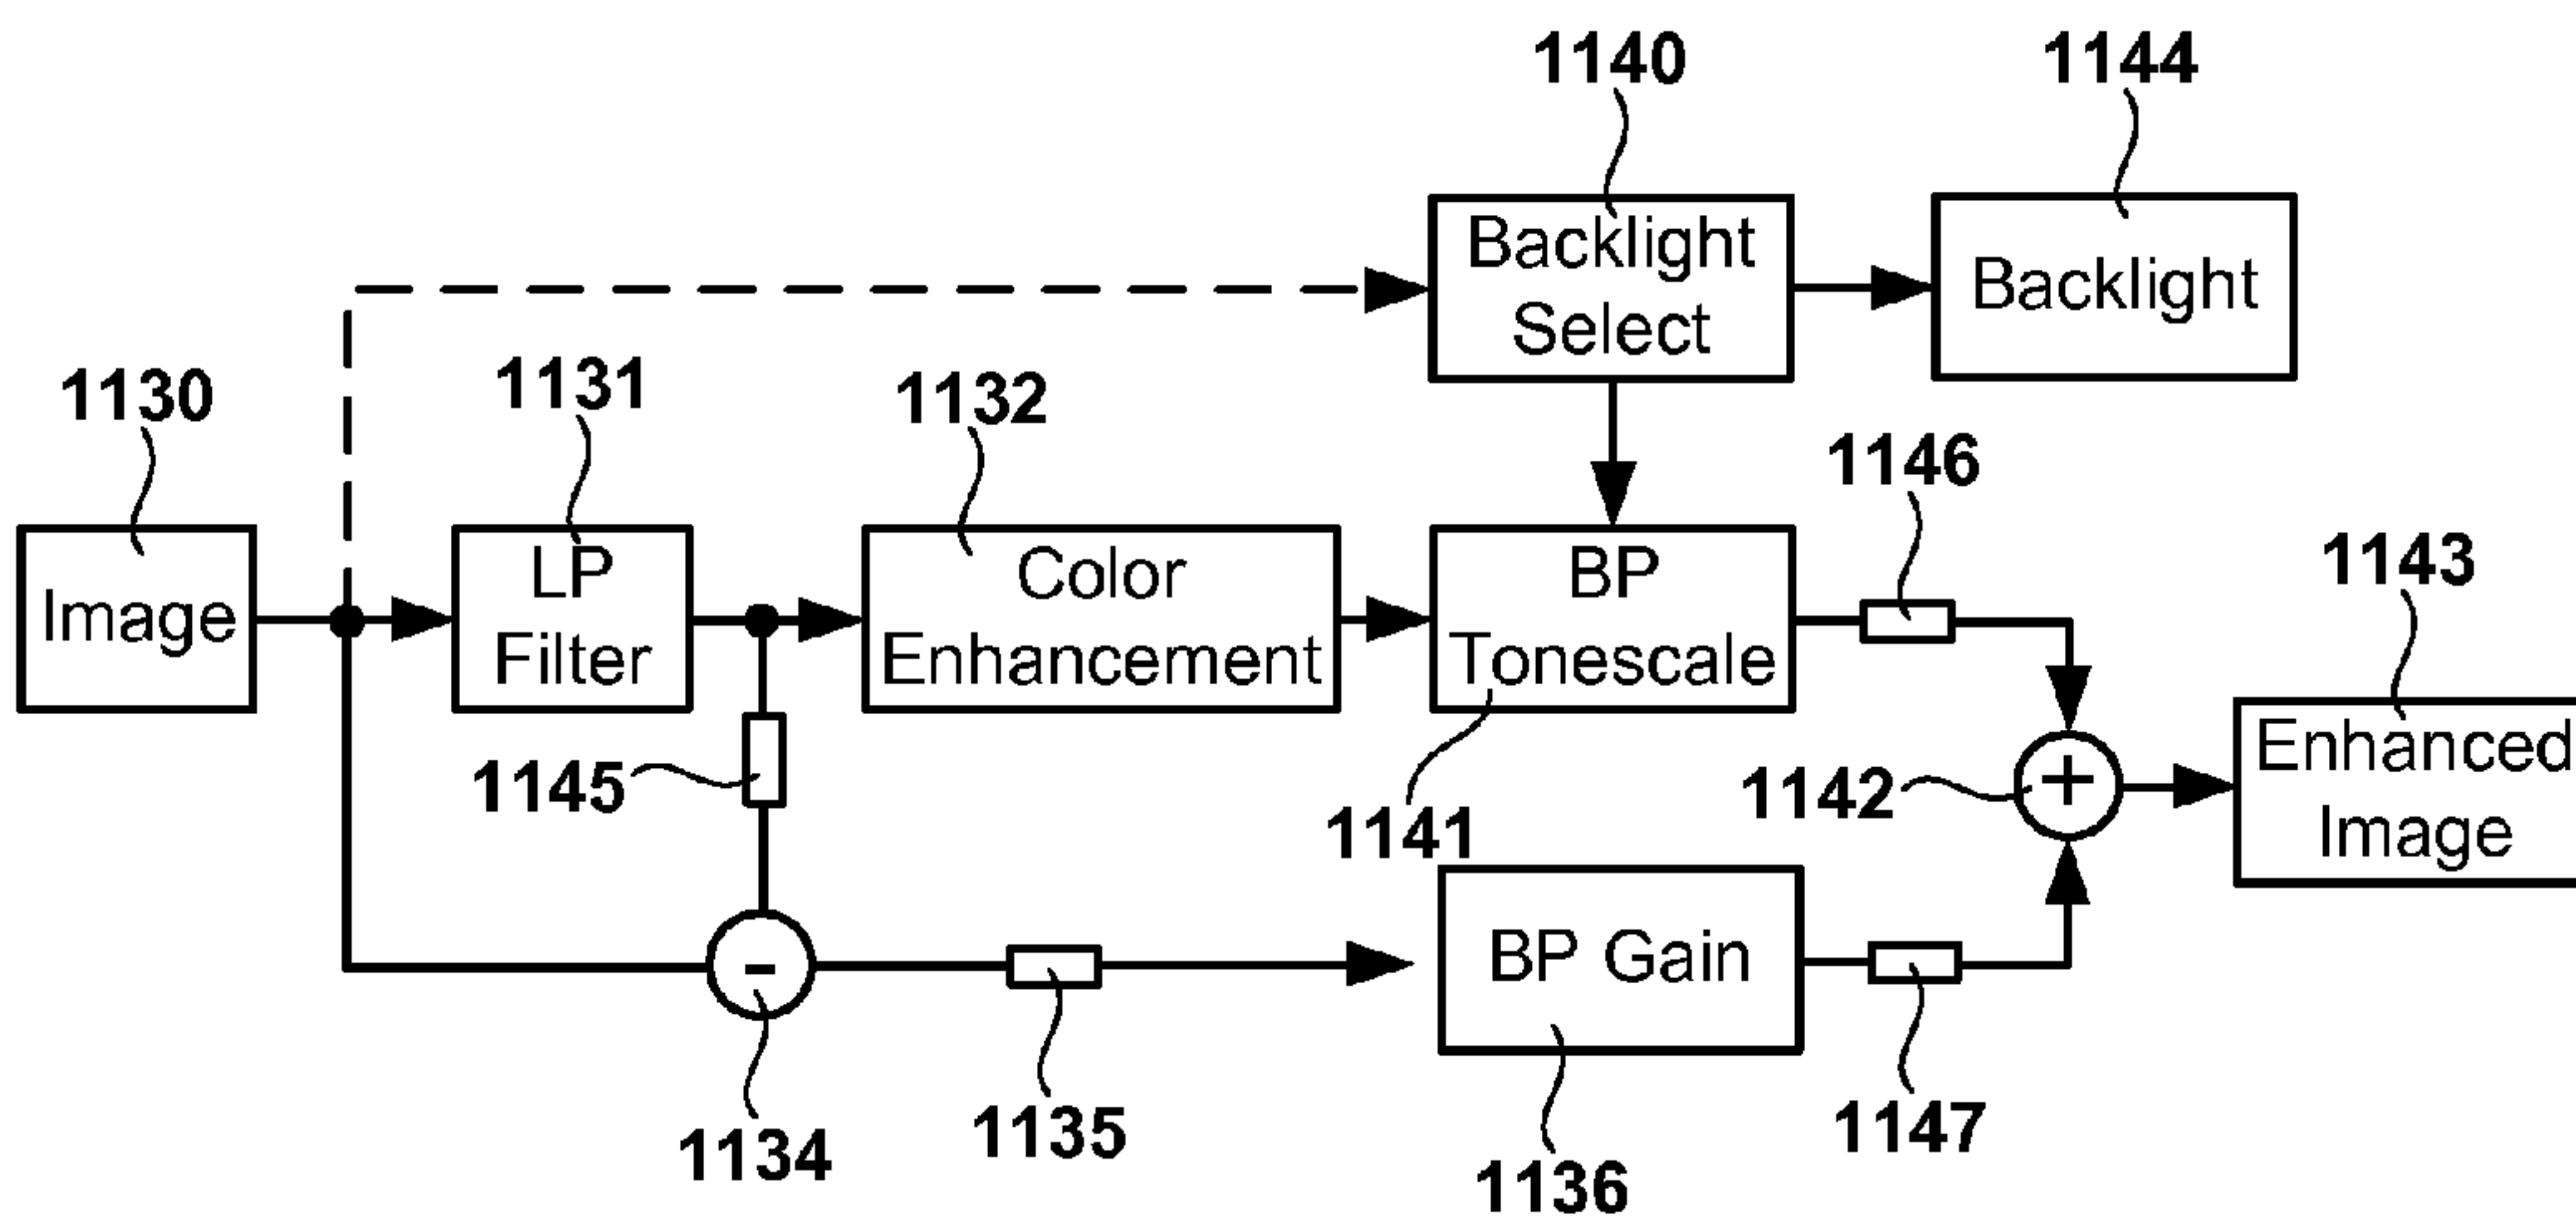 1140
1144
Backlight
Select
Backlight
1130
1131
1132
1146
1143
Image
LP
Filter
Color
Enhancement
BP
Tonescale
1145
1141
1142
+
Enhanced
Image
-
BP Gain
1134
1135
1136
1147